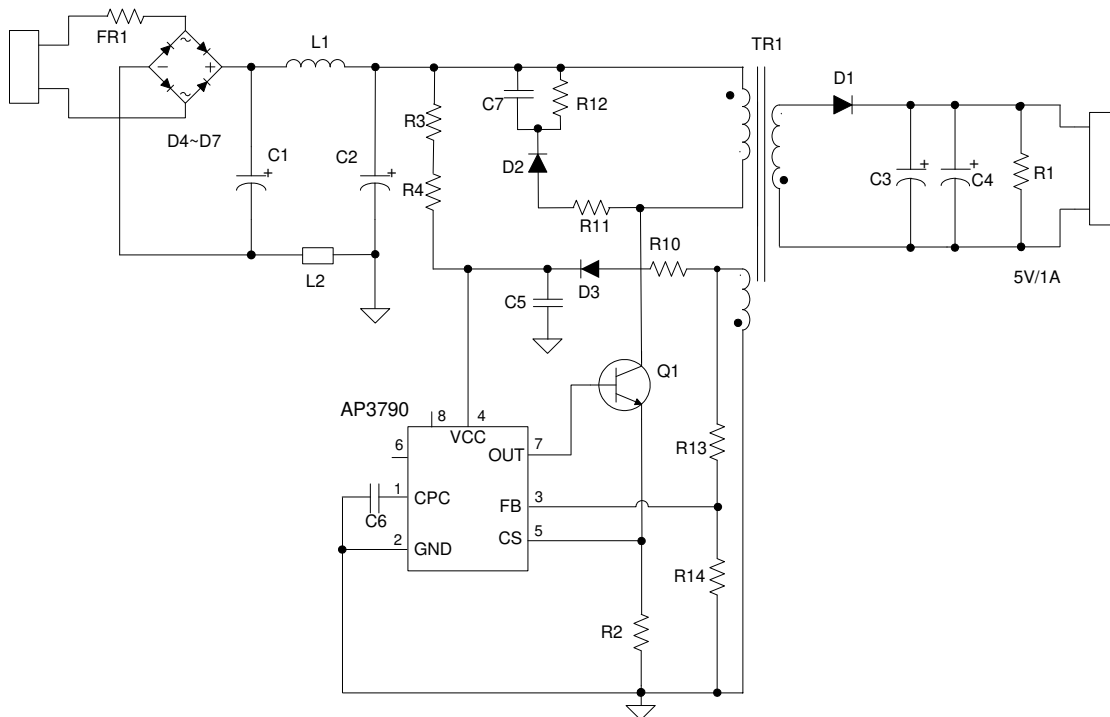 FR1
~
−
+
~
D4~D7
L1
C1
+
C2
+
L2
R3
R4
C7
R12
D2
R11
TR1
D1
C3
+
C4
+
R1
5V/1A
R10
D3
C5
Q1
AP3790
8
4
VCC
6
OUT
7
1
CPC
C6
FB
3
CS
5
2
GND
R13
R14
R2